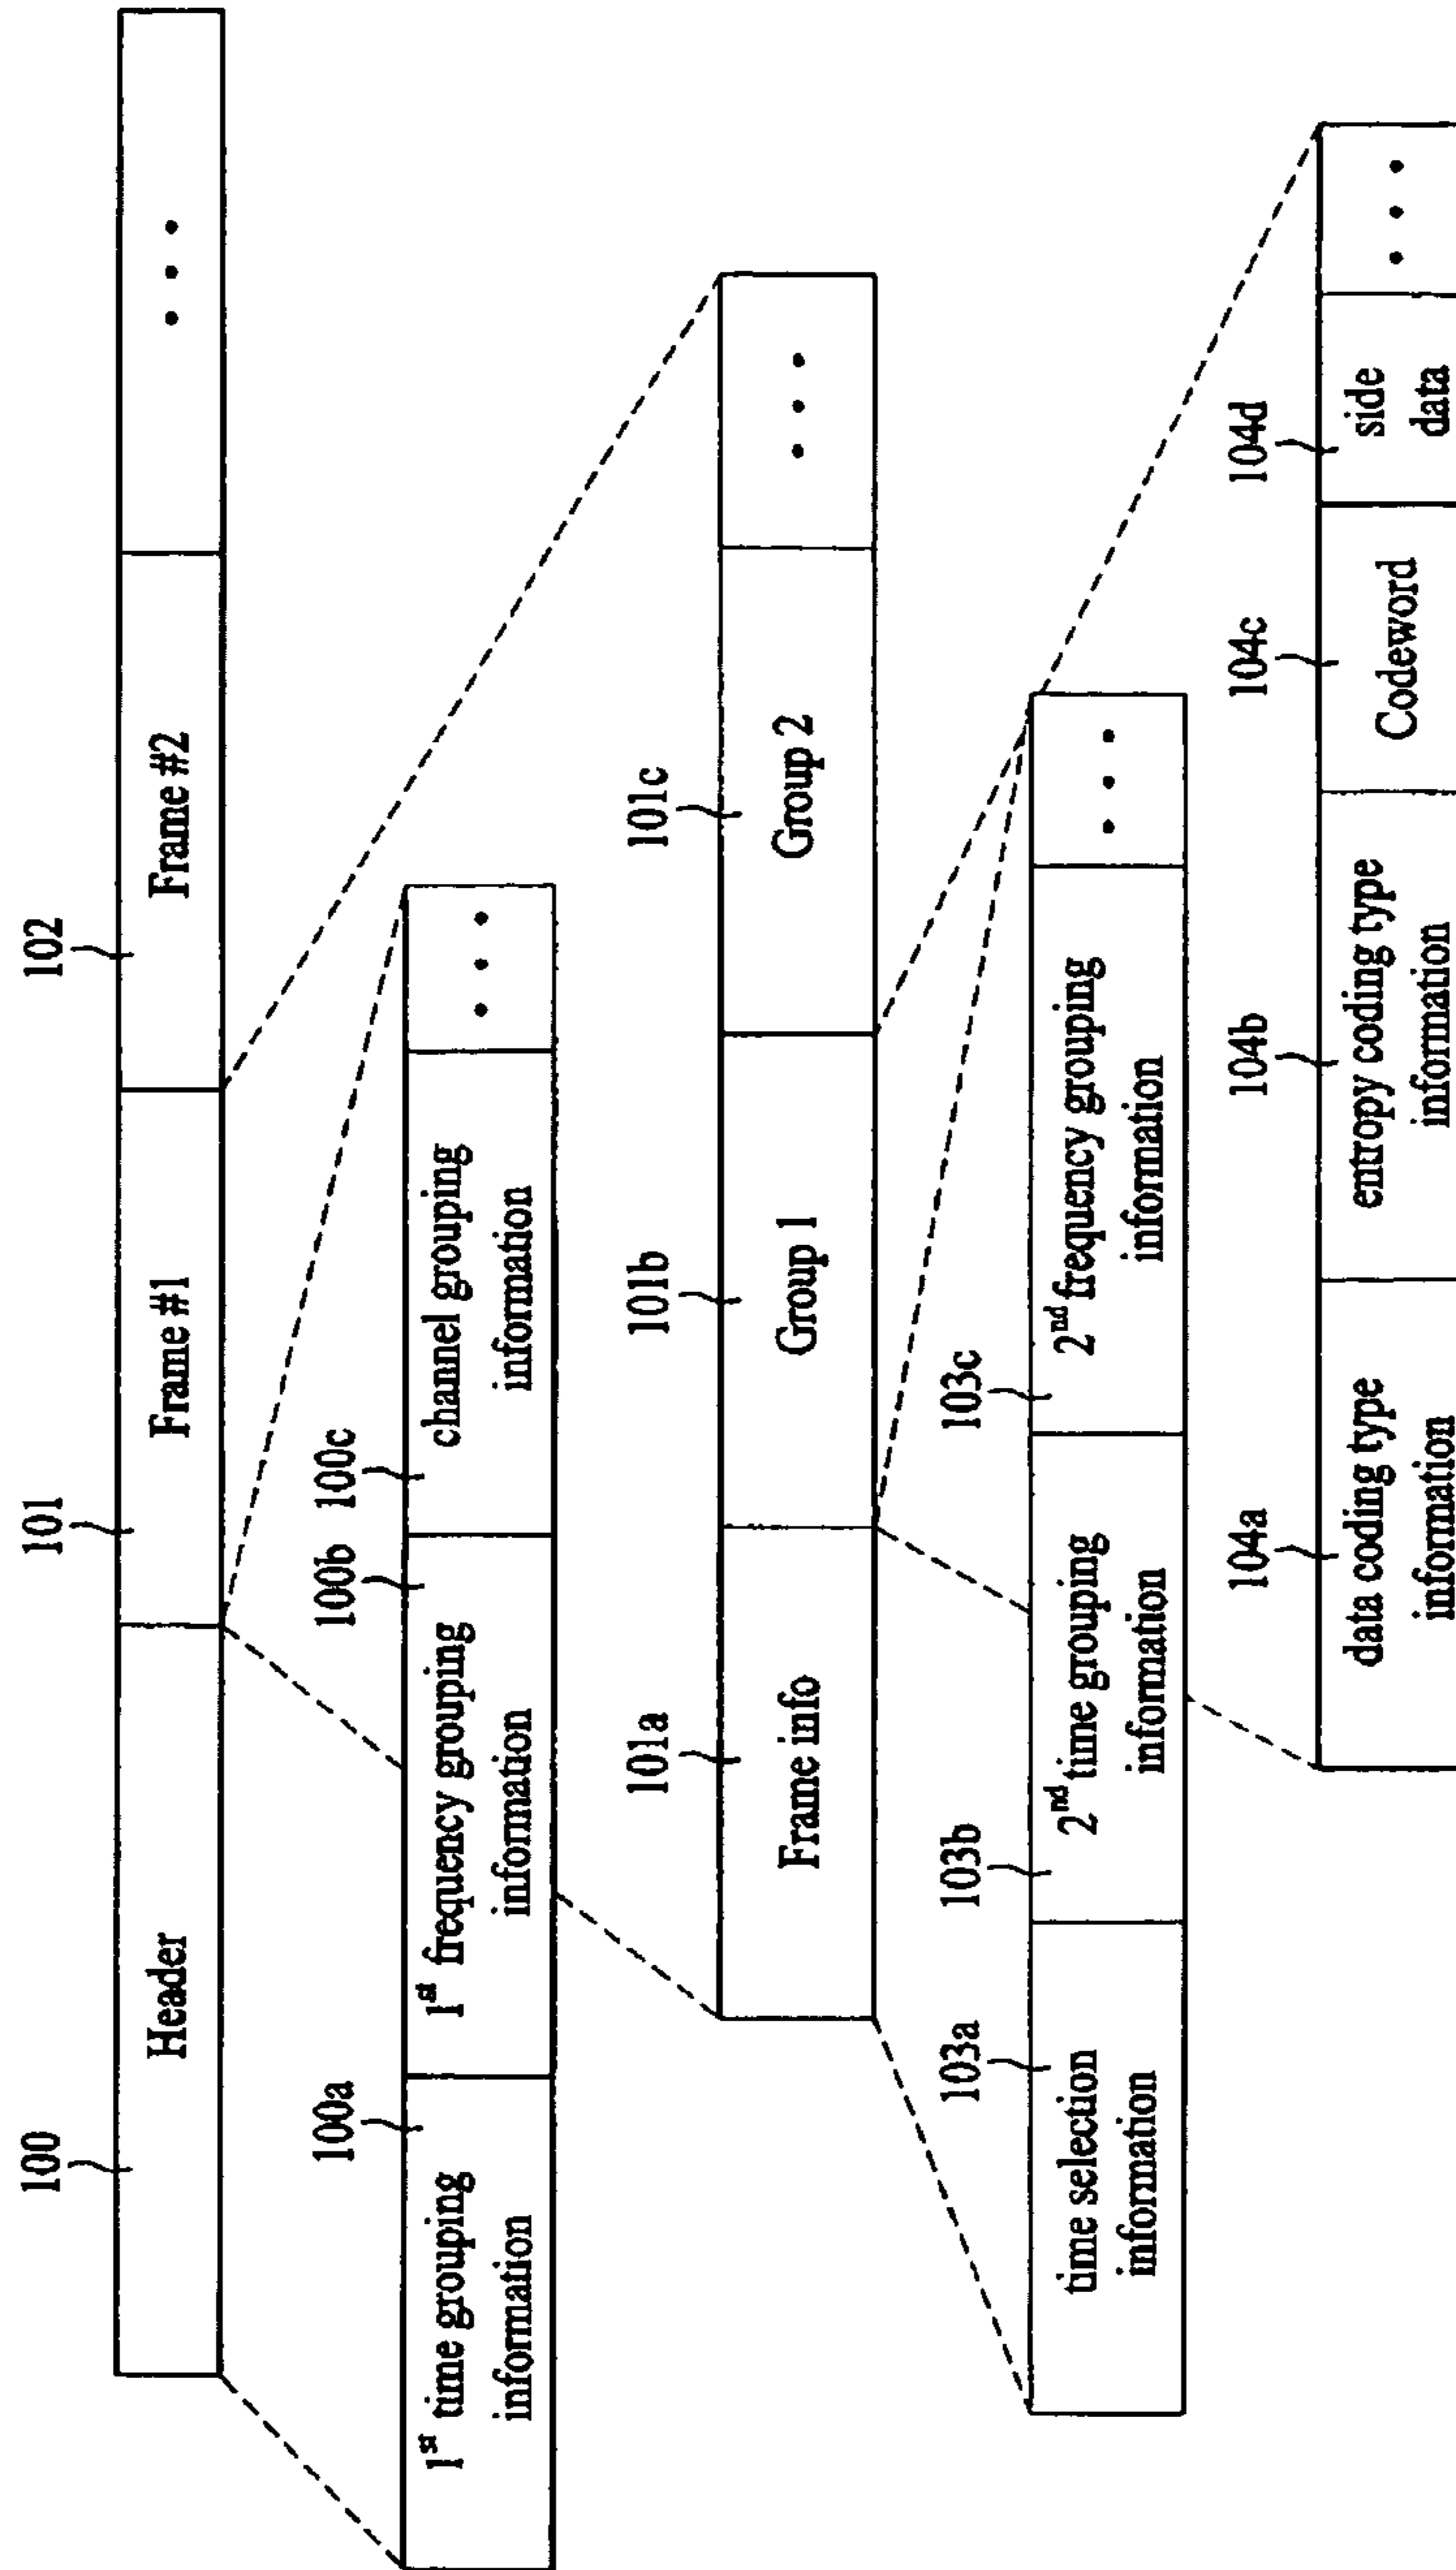 100
101
102
Header
Frame #1
Frame #2
• • •
100a
100b
100c
1st time grouping
information
1st frequency grouping
information
channel grouping
information
• • •
101a
101b
101c
Frame info
Group 1
Group 2
• • •
103a
103b
103c
time selection
information
2nd time grouping
information
2nd frequency grouping
information
• • •
104a
104b
104c
104d
data coding type
information
entropy coding type
information
Codeword
side
data
• • •